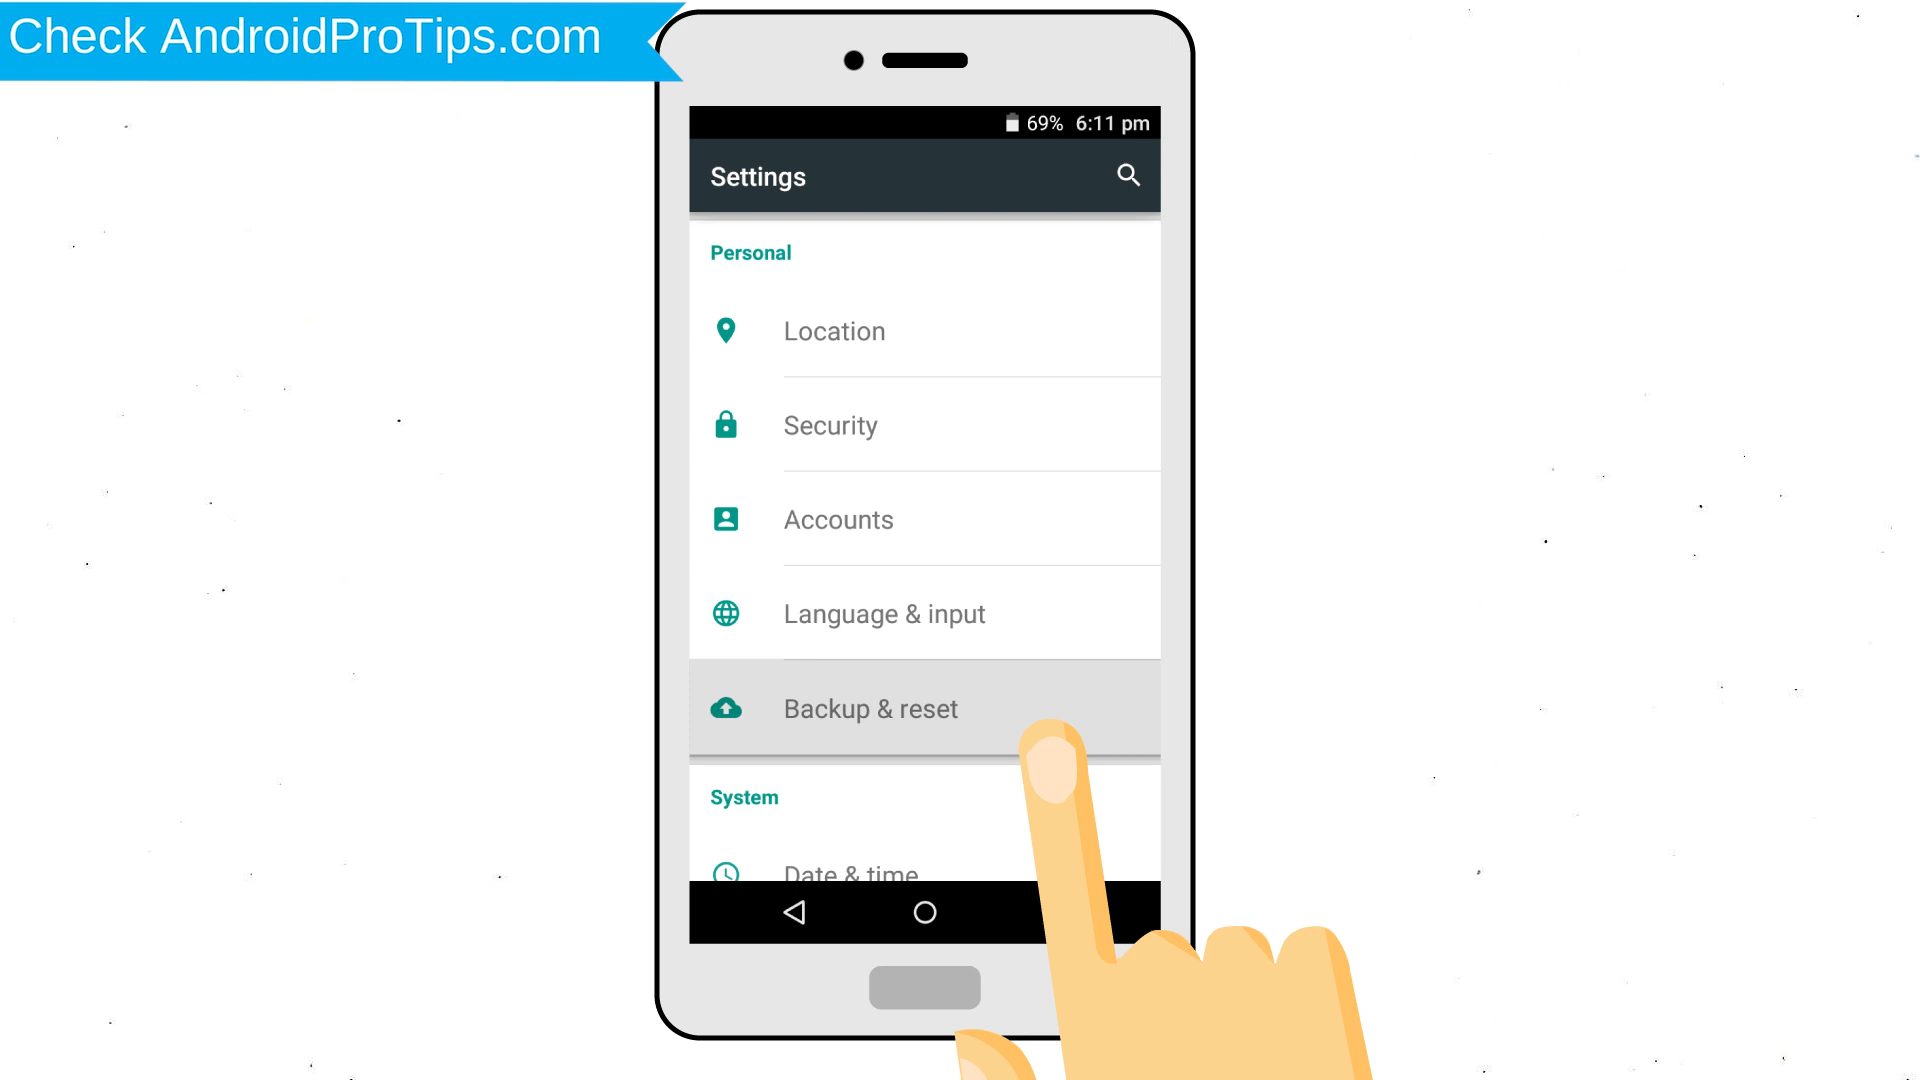 Check AndroidProTips.com
69% 6:11 pm
Settings
Personal
Location
Security
Accounts
Language & input
Backup & reset
System
Date & time